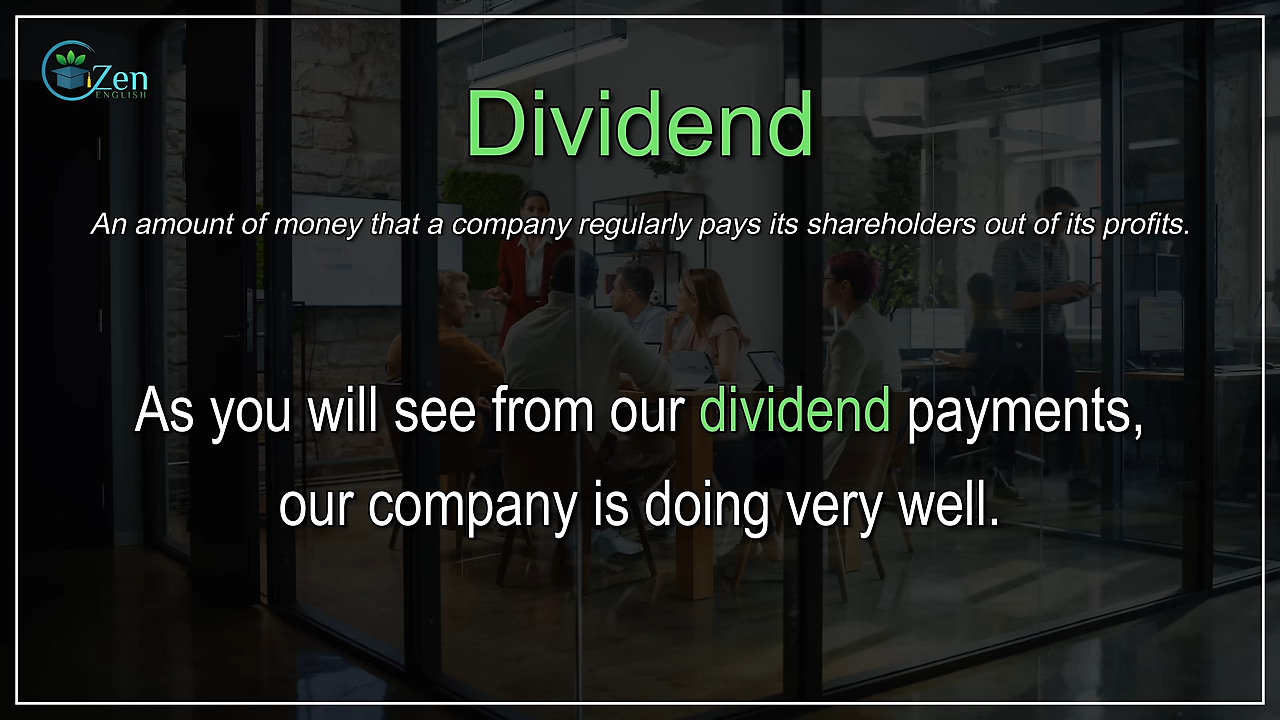 Zen
ENGLISH
Dividend
An amount of money that a company regularly pays its shareholders out of its profits.
As you will see from our dividend payments,
our company is doing very well.